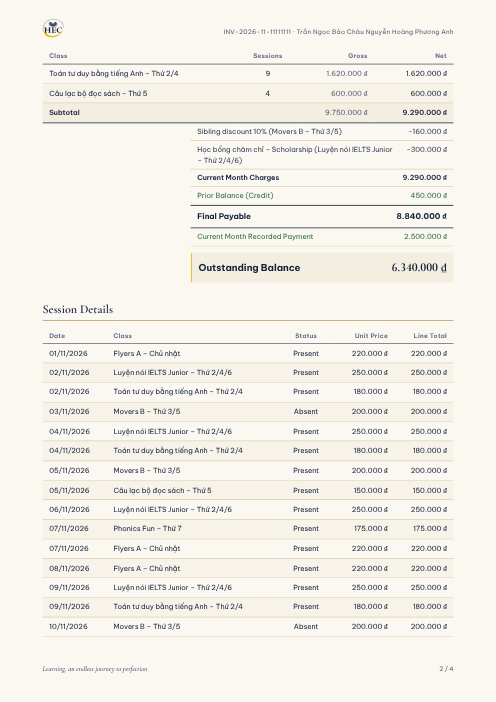 HEC
INV-2026-11-11111111 · Trần Ngọc Bảo Châu Nguyễn Hoàng Phương Anh
Class Sessions Gross Net
Toán tư duy bằng tiếng Anh – Thứ 2/4 9 1.620.000 ₫ 1.620.000 ₫
Câu lạc bộ đọc sách – Thứ 5 4 600.000 ₫ 600.000 ₫
Subtotal 9.750.000 ₫ 9.290.000 ₫
Sibling discount 10% (Movers B – Thứ 3/5) -160.000 ₫
Học bổng chăm chỉ – Scholarship (Luyện nói IELTS Junior -300.000 ₫
– Thứ 2/4/6)
Current Month Charges 9.290.000 ₫
Prior Balance (Credit) 450.000 ₫
Final Payable 8.840.000 ₫
Current Month Recorded Payment 2.500.000 ₫
Outstanding Balance 6.340.000 ₫
Session Details
Date Class Status Unit Price Line Total
01/11/2026 Flyers A – Chủ nhật Present 220.000 ₫ 220.000 ₫
02/11/2026 Luyện nói IELTS Junior – Thứ 2/4/6 Present 250.000 ₫ 250.000 ₫
02/11/2026 Toán tư duy bằng tiếng Anh – Thứ 2/4 Present 180.000 ₫ 180.000 ₫
03/11/2026 Movers B – Thứ 3/5 Absent 200.000 ₫ 200.000 ₫
04/11/2026 Luyện nói IELTS Junior – Thứ 2/4/6 Present 250.000 ₫ 250.000 ₫
04/11/2026 Toán tư duy bằng tiếng Anh – Thứ 2/4 Present 180.000 ₫ 180.000 ₫
05/11/2026 Movers B – Thứ 3/5 Present 200.000 ₫ 200.000 ₫
05/11/2026 Câu lạc bộ đọc sách – Thứ 5 Present 150.000 ₫ 150.000 ₫
06/11/2026 Luyện nói IELTS Junior – Thứ 2/4/6 Present 250.000 ₫ 250.000 ₫
07/11/2026 Phonics Fun – Thứ 7 Present 175.000 ₫ 175.000 ₫
07/11/2026 Flyers A – Chủ nhật Present 220.000 ₫ 220.000 ₫
08/11/2026 Flyers A – Chủ nhật Present 220.000 ₫ 220.000 ₫
09/11/2026 Luyện nói IELTS Junior – Thứ 2/4/6 Present 250.000 ₫ 250.000 ₫
09/11/2026 Toán tư duy bằng tiếng Anh – Thứ 2/4 Present 180.000 ₫ 180.000 ₫
10/11/2026 Movers B – Thứ 3/5 Absent 200.000 ₫ 200.000 ₫
Learning, an endless journey to perfection 2 / 4